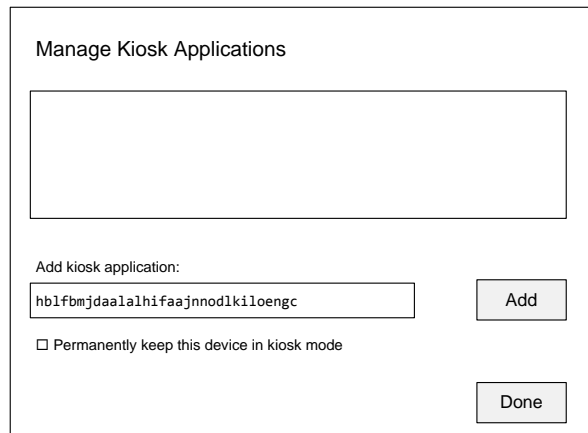 Manage Kiosk Applications
Add kiosk application:
hblfbmjdaalalhifaajnnodlkiloengc
Add
Permanently keep this device in kiosk mode
Done